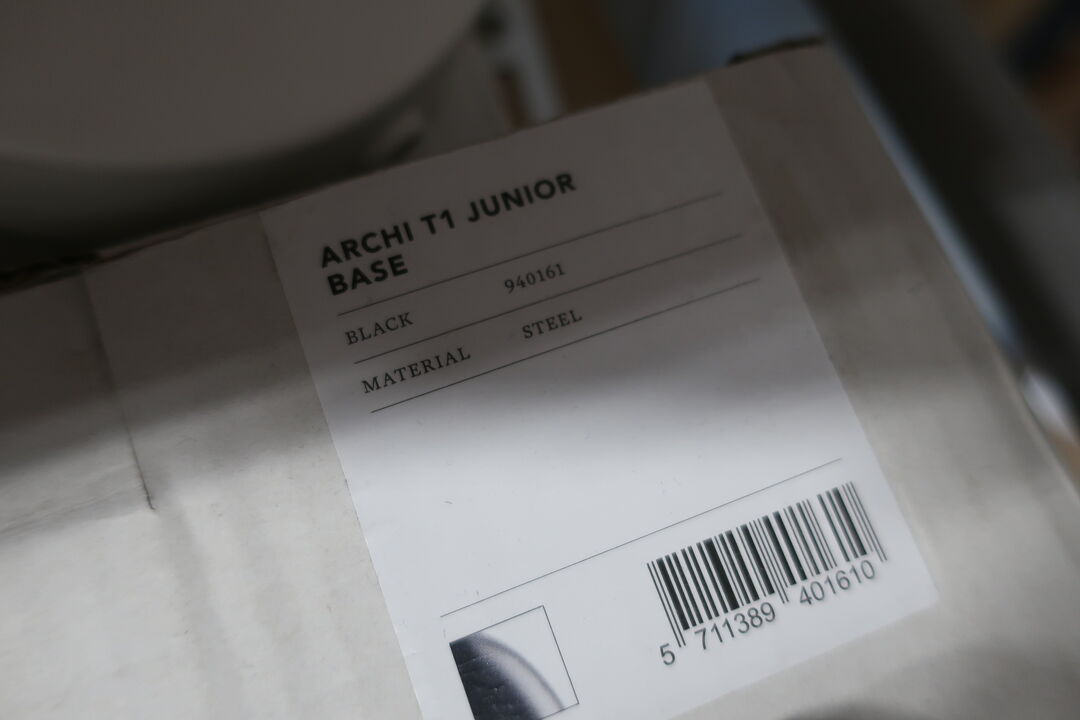 ARCHI T1 JUNIOR
BASE
BLACK 940161
MATERIAL STEEL
5 711389 401610